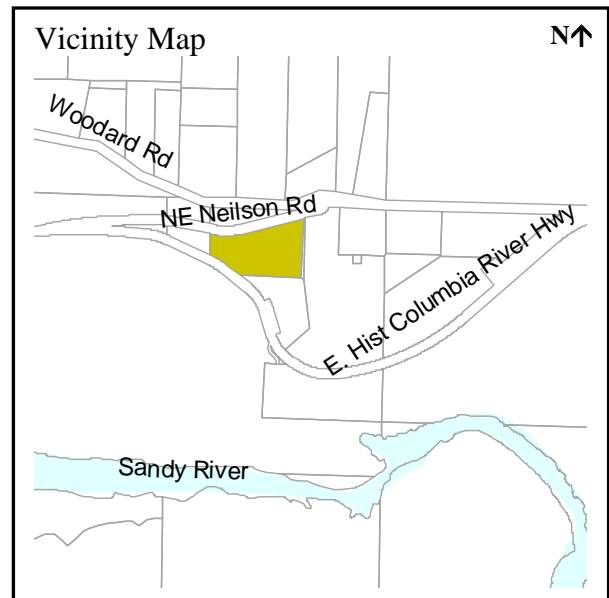 Vicinity Map
N↑
Woodard Rd
NE Neilson Rd
E. Hist Columbia River Hwy
Sandy River